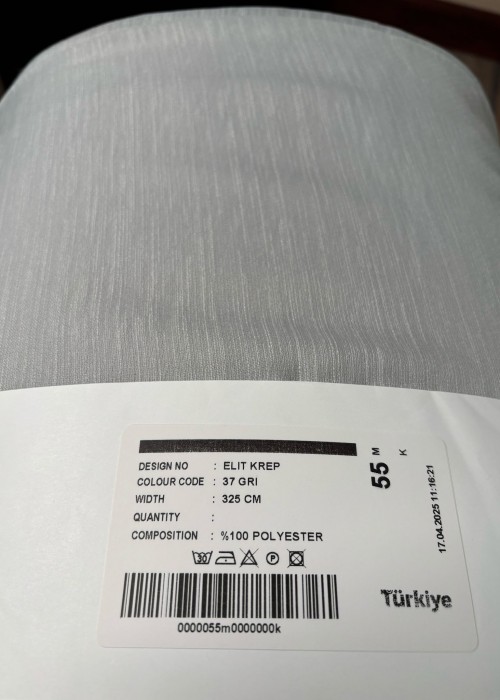 DESIGN NO : ELIT KREP
COLOUR CODE : 37 GRI
WIDTH : 325 CM
QUANTITY :
COMPOSITION : %100 POLYESTER
30 P
0000055m0000000k
55 M
K
17.04.2025 11:16:21
Türkiye